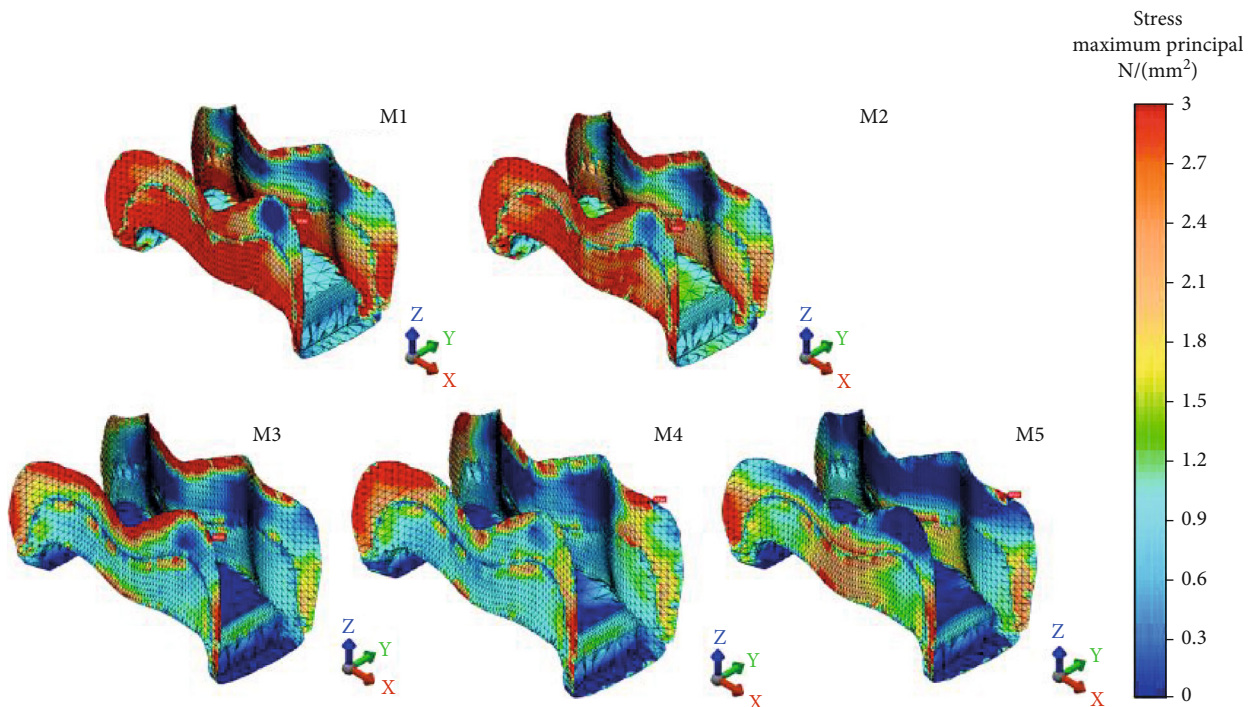 Stress
maximum principal
N/(mm²)
M1
M2
3
2.7
2.4
2.1
1.8
1.5
1.2
0.9
0.6
0.3
0
Z
Y
X
Z
Y
X
M3
M4
M5
Z
Y
X
Z
Y
X
Z
Y
X